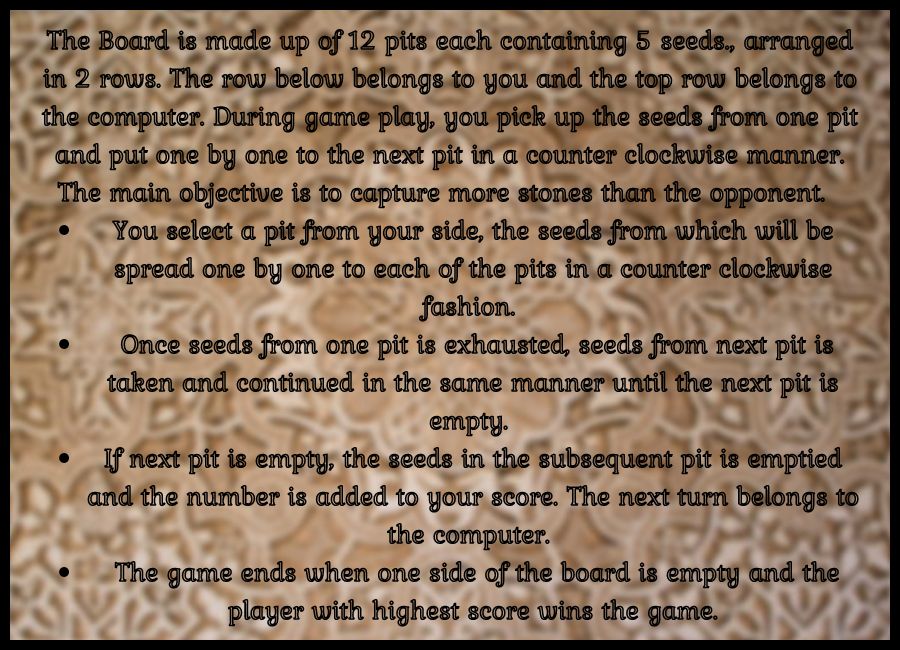 The Board is made up of 12 pits each containing 5 seeds., arranged
in 2 rows. The row below belongs to you and the top row belongs to
the computer. During game play, you pick up the seeds from one pit
and put one by one to the next pit in a counter clockwise manner.
The main objective is to capture more stones than the opponent.
• You select a pit from your side, the seeds from which will be
spread one by one to each of the pits in a counter clockwise
fashion.
• Once seeds from one pit is exhausted, seeds from next pit is
taken and continued in the same manner until the next pit is
empty.
• If next pit is empty, the seeds in the subsequent pit is emptied
and the number is added to your score. The next turn belongs to
the computer.
• The game ends when one side of the board is empty and the
player with highest score wins the game.